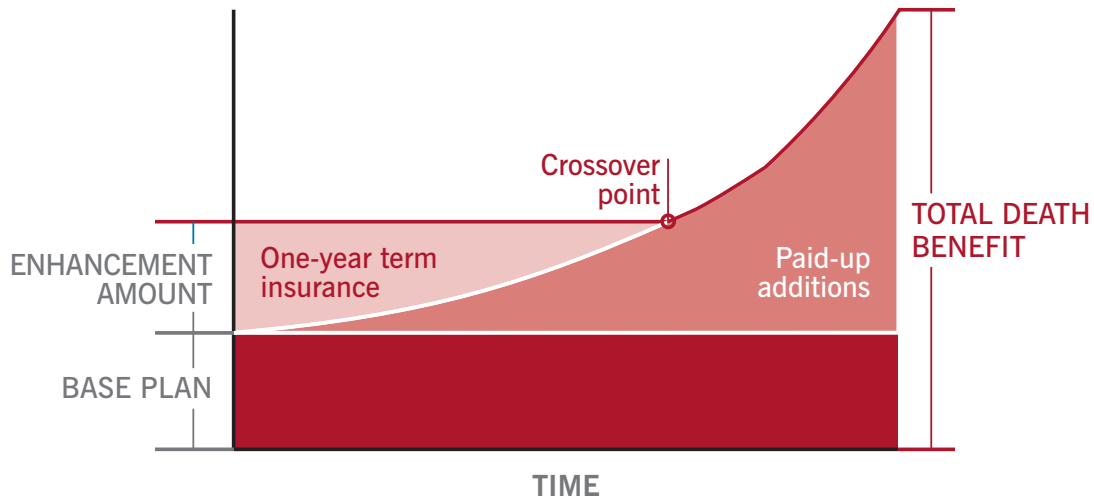 Crossover
point
TOTAL DEATH
BENEFIT
ENHANCEMENT
AMOUNT
One-year term
insurance
Paid-up
additions
BASE PLAN
TIME